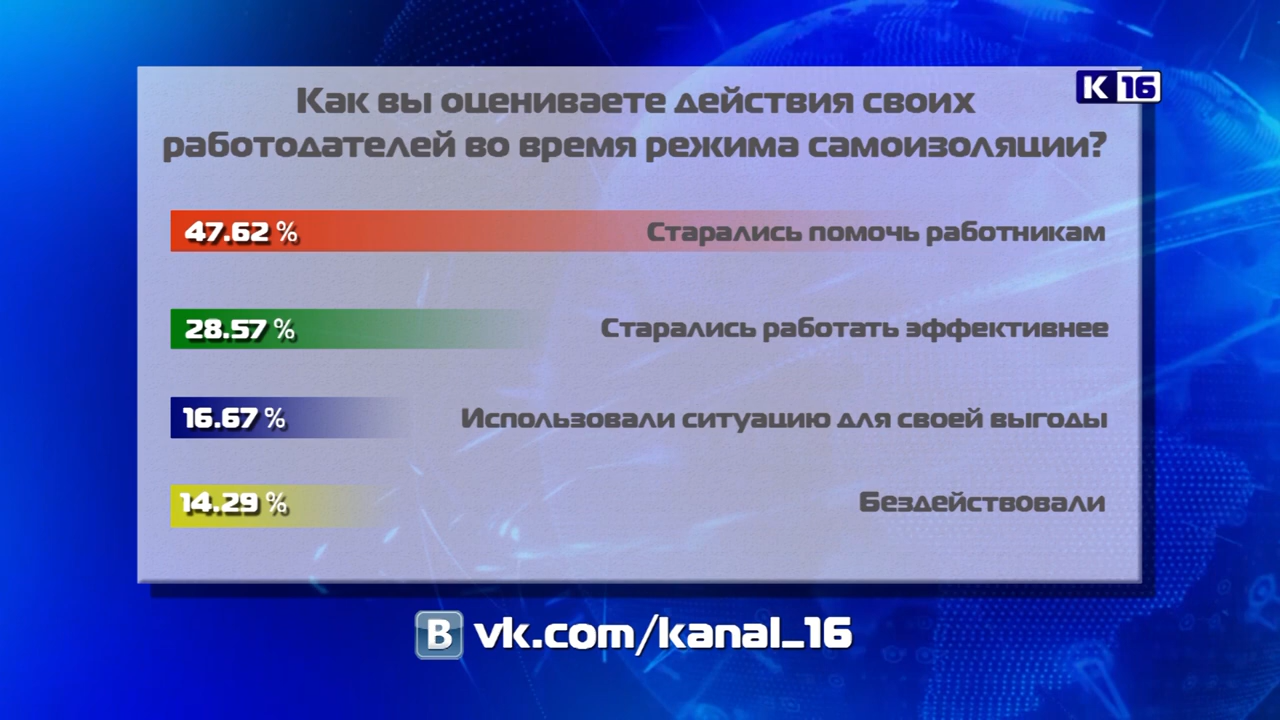 К 16
Как вы оцениваете действия своих
работодателей во время режима самоизоляции?
47.62 % Старались помочь работникам
28.57 % Старались работать эффективнее
16.67 % Использовали ситуацию для своей выгоды
14.29 % Бездействовали
В vk.com/kanal_16